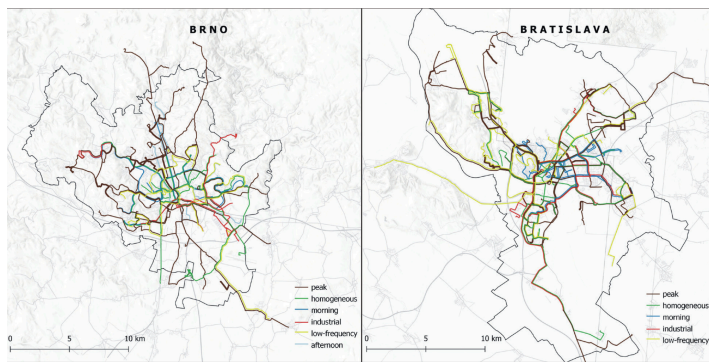 BRNO
peak
homogeneous
morning
industrial
low-frequency
afternoon
0 5 10 km
BRATISLAVA
peak
homogeneous
morning
industrial
low-frequency
0 5 10 km